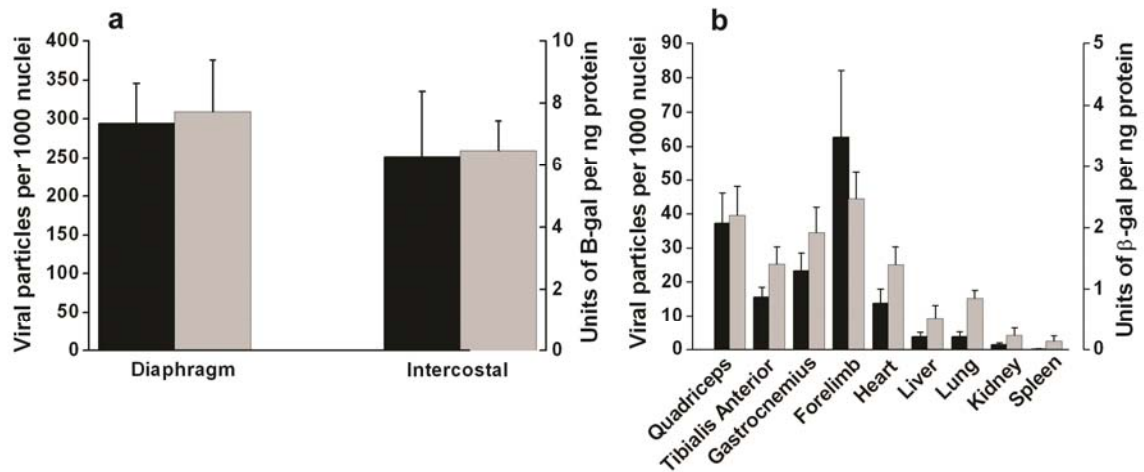 a
Viral particles per 1000 nuclei
400
350
300
250
200
150
100
50
0
10
8
6
4
2
0
Units of B-gal per ng protein
Diaphragm
Intercostal
b
Viral particles per 1000 nuclei
90
80
70
60
50
40
30
20
10
0
5
4
3
2
1
0
Units of β-gal per ng protein
Quadriceps
Tibialis Anterior
Gastrocnemius
Forelimb
Heart
Liver
Lung
Kidney
Spleen